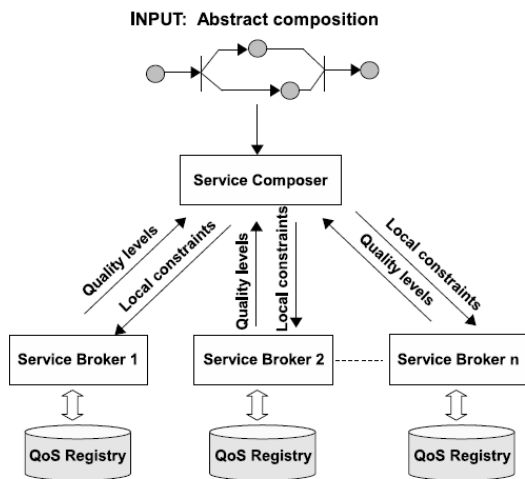 INPUT: Abstract composition
Service Composer
Quality levels
Local constraints
Quality levels
Local constraints
Local constraints
Quality levels
Service Broker 1
Service Broker 2
Service Broker n
QoS Registry
QoS Registry
QoS Registry